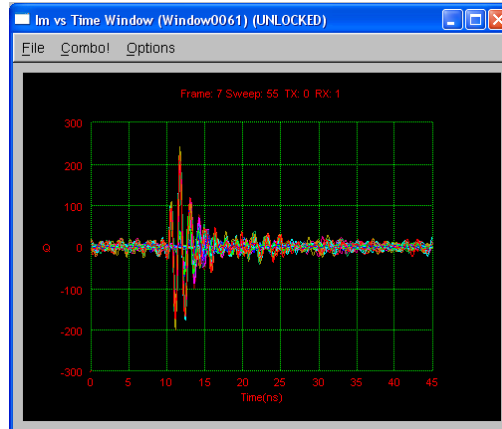 Im vs Time Window (Window0061) (UNLOCKED)
File Combo! Options
Frame: 7 Sweep: 55 TX: 0 RX: 1
300
200
100
0
-100
-200
-300
0 5 10 15 20 25 30 35 40 45
Time(ns)